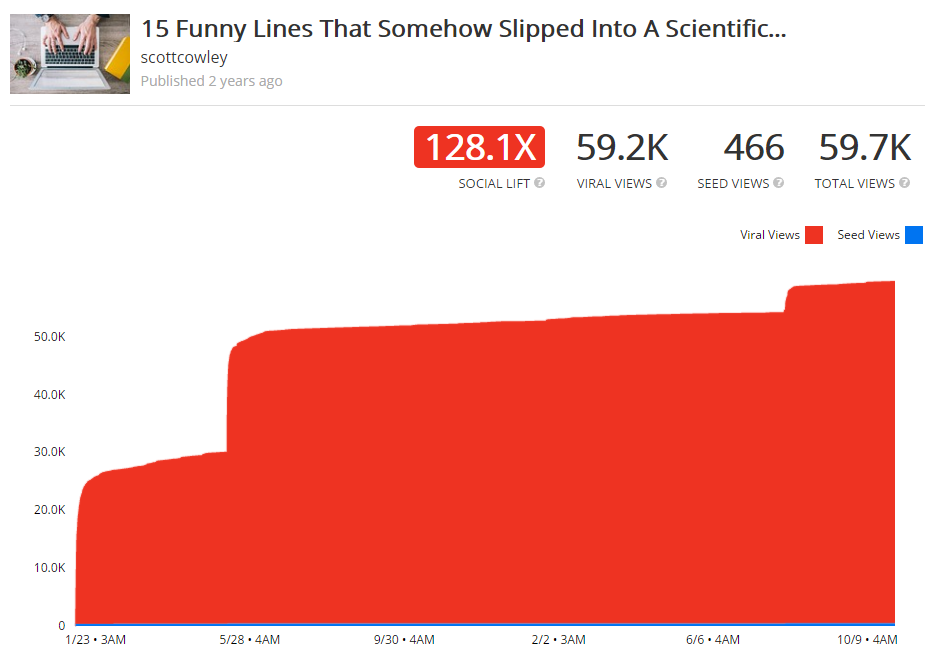 15 Funny Lines That Somehow Slipped Into A Scientific...
scottcowley
Published 2 years ago
128.1X 59.2K 466 59.7K
SOCIAL LIFT ? VIRAL VIEWS ? SEED VIEWS ? TOTAL VIEWS ?
Viral Views Seed Views
50.0K
40.0K
30.0K
20.0K
10.0K
0
1/23 • 3AM 5/28 • 4AM 9/30 • 4AM 2/2 • 3AM 6/6 • 4AM 10/9 • 4AM